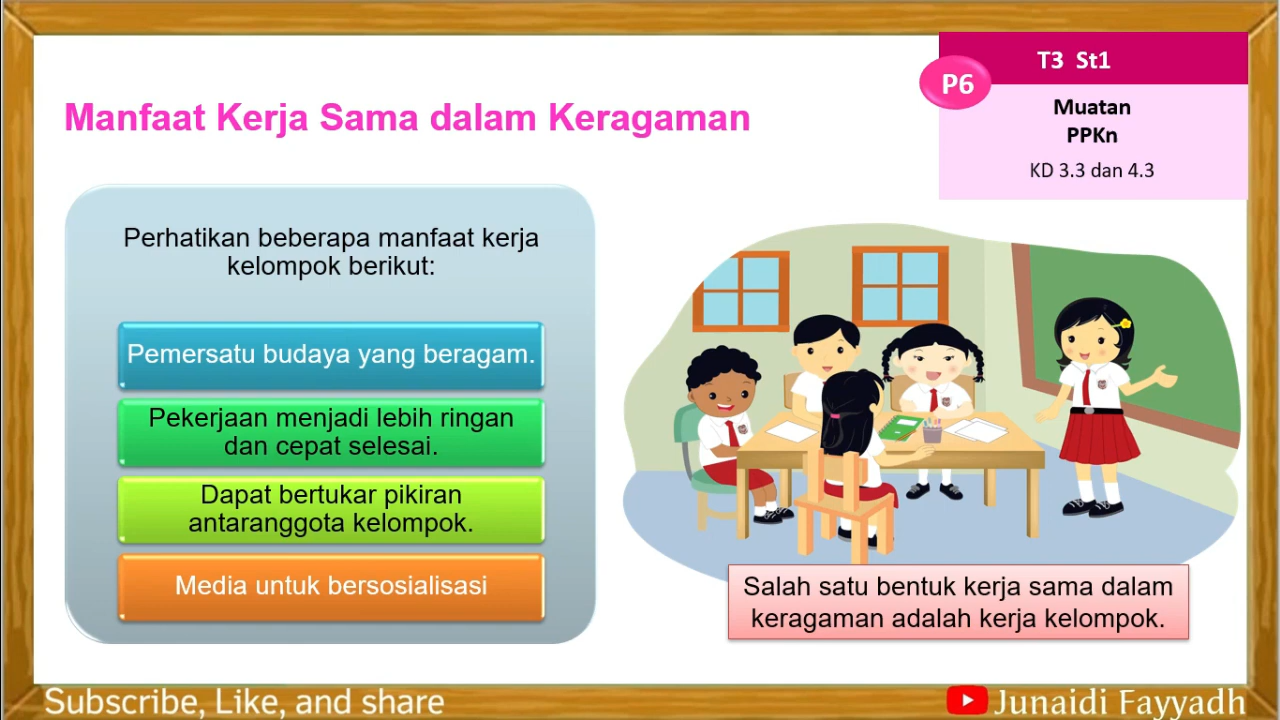 T3 St1
P6
Muatan
PPKn
KD 3.3 dan 4.3
Manfaat Kerja Sama dalam Keragaman
Perhatikan beberapa manfaat kerja
kelompok berikut:
Pemersatu budaya yang beragam.
Pekerjaan menjadi lebih ringan
dan cepat selesai.
Dapat bertukar pikiran
antaranggota kelompok.
Media untuk bersosialisasi
Salah satu bentuk kerja sama dalam
keragaman adalah kerja kelompok.
Subscribe, Like, and share
Junaidi Fayyadh